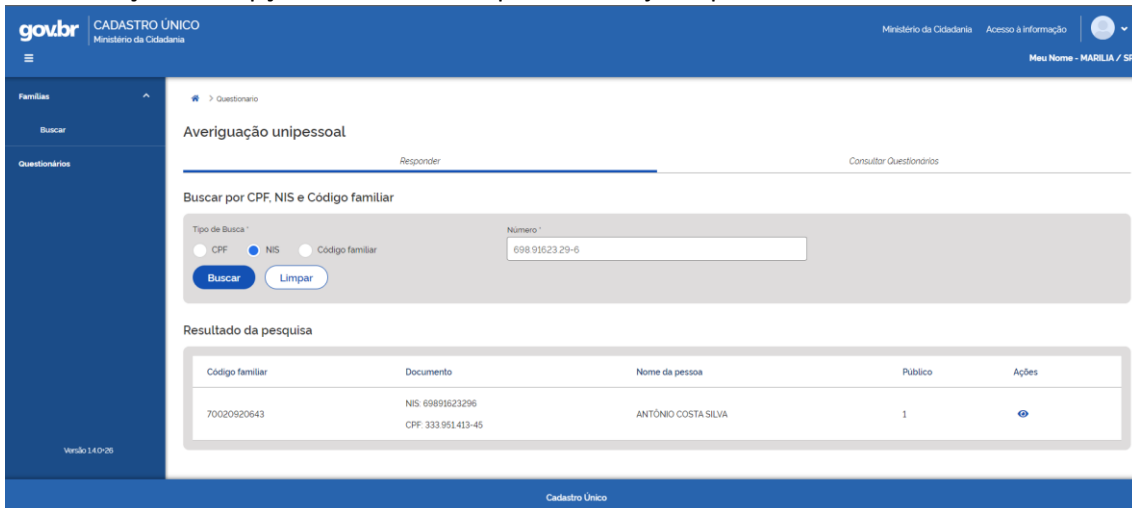 gov.br
CADASTRO ÚNICO
Ministério da Cidadania
Ministério da Cidadania Acesso à informação
Meu Nome - MARILIA / SP
Famílias
Buscar
Questionários
Versão 1.4.0-26
> Questionario
Averiguação unipessoal
Responder Consultar Questionários
Buscar por CPF, NIS e Código familiar
Tipo de Busca * Número *
CPF NIS Código familiar 698.91623.29-6
Buscar Limpar
Resultado da pesquisa
Código familiar Documento Nome da pessoa Público Ações
70020920643 NIS: 69891623296 ANTÔNIO COSTA SILVA 1
CPF: 333.951.413-45
Cadastro Único